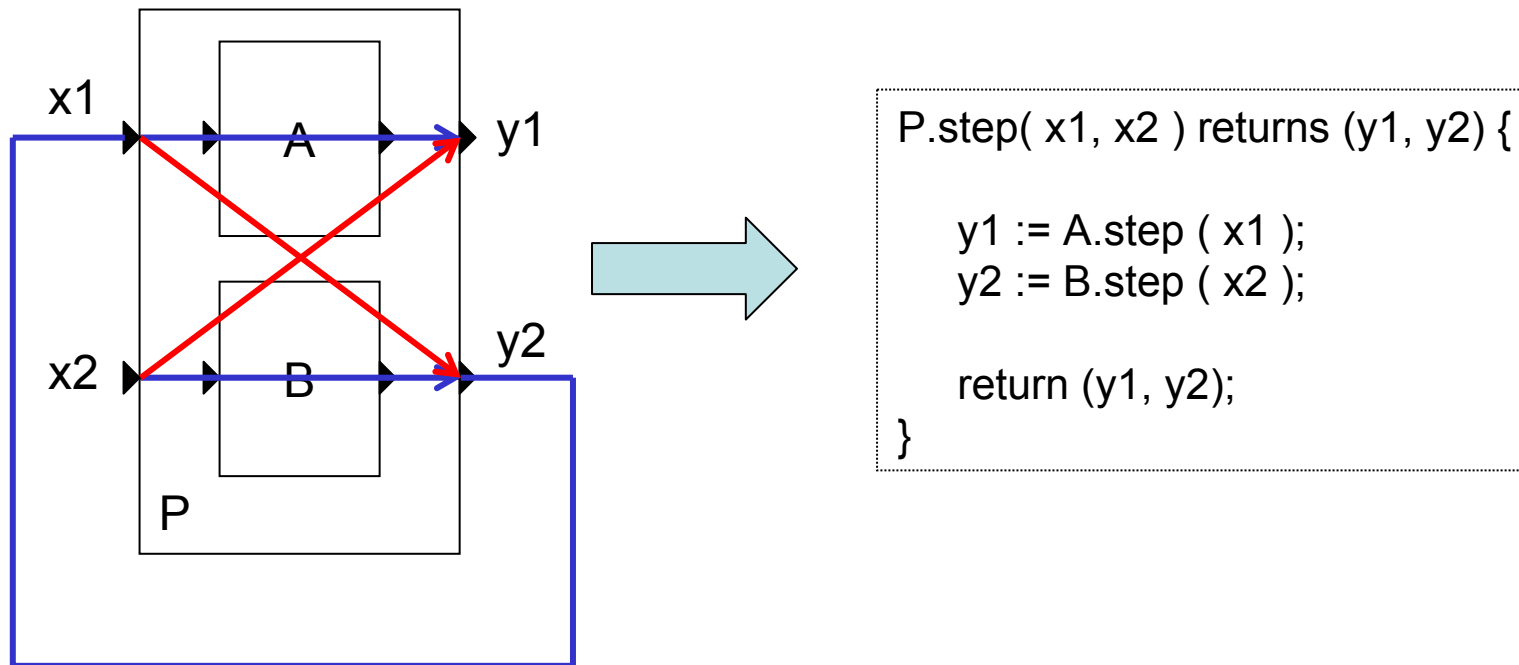 x1
A
y1
x2
B
y2
P
P.step( x1, x2 ) returns (y1, y2) {
y1 := A.step ( x1 );
y2 := B.step ( x2 );
return (y1, y2);
}